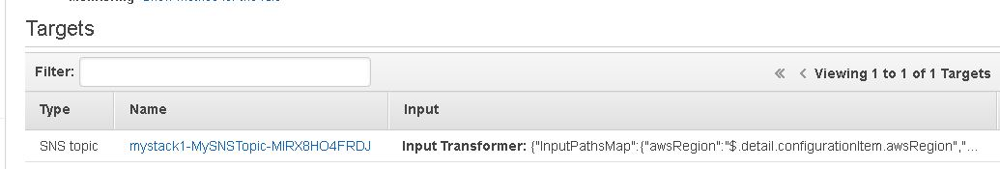 Targets
Filter:
« ‹ Viewing 1 to 1 of 1 Targets
Type Name Input
SNS topic mystack1-MySNSTopic-MIRX8HO4FRDJ Input Transformer: {"InputPathsMap":{"awsRegion":"$.detail.configurationItem.awsRegion","...